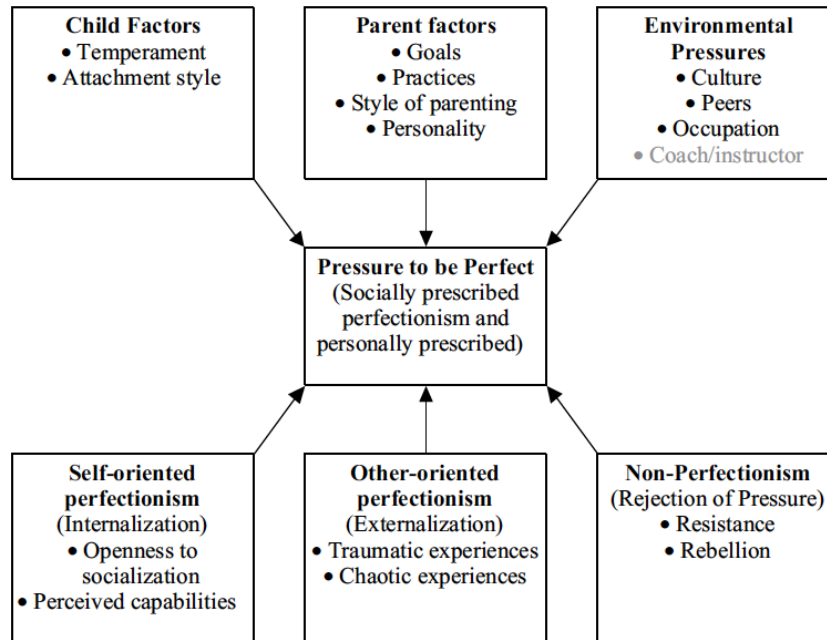 Child Factors
• Temperament
• Attachment style
Parent factors
• Goals
• Practices
• Style of parenting
• Personality
Environmental
Pressures
• Culture
• Peers
• Occupation
• Coach/instructor
Pressure to be Perfect
(Socially prescribed
perfectionism and
personally prescribed)
Self-oriented
perfectionism
(Internalization)
• Openness to
socialization
• Perceived capabilities
Other-oriented
perfectionism
(Externalization)
• Traumatic experiences
• Chaotic experiences
Non-Perfectionism
(Rejection of Pressure)
• Resistance
• Rebellion